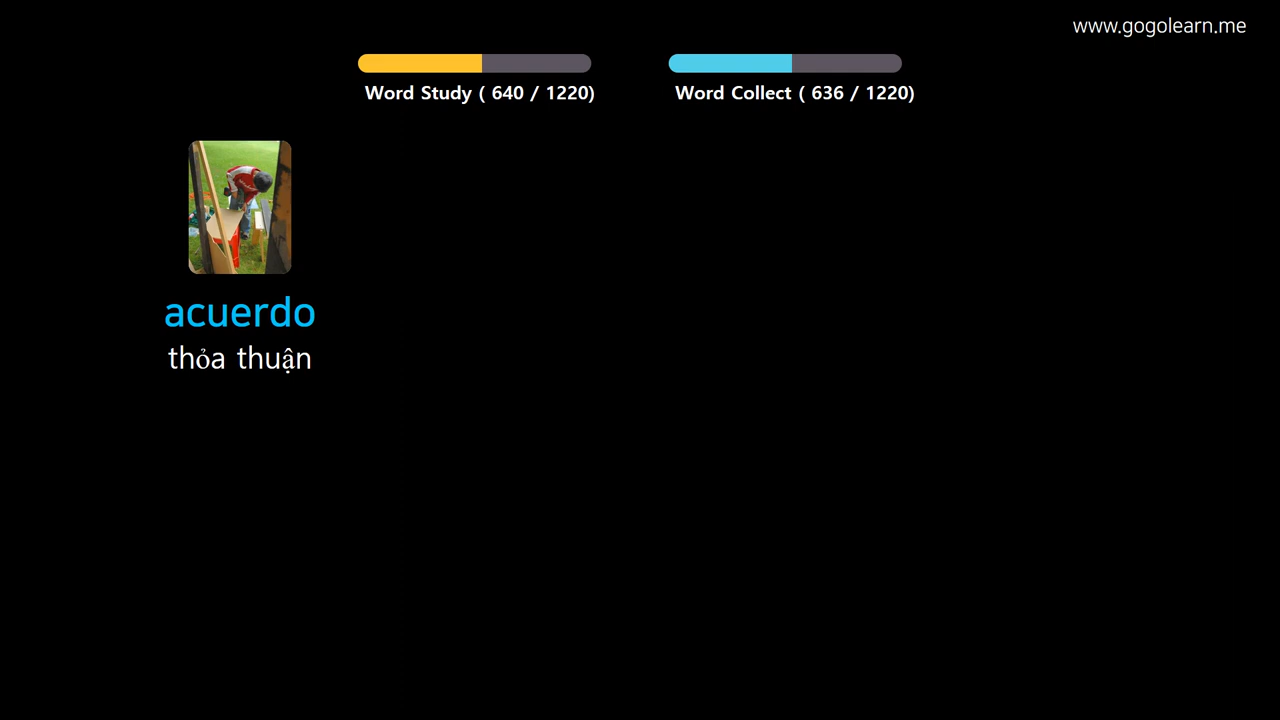 www.gogolearn.me
Word Study ( 640 / 1220)
Word Collect ( 636 / 1220)
acuerdo
thỏa thuận